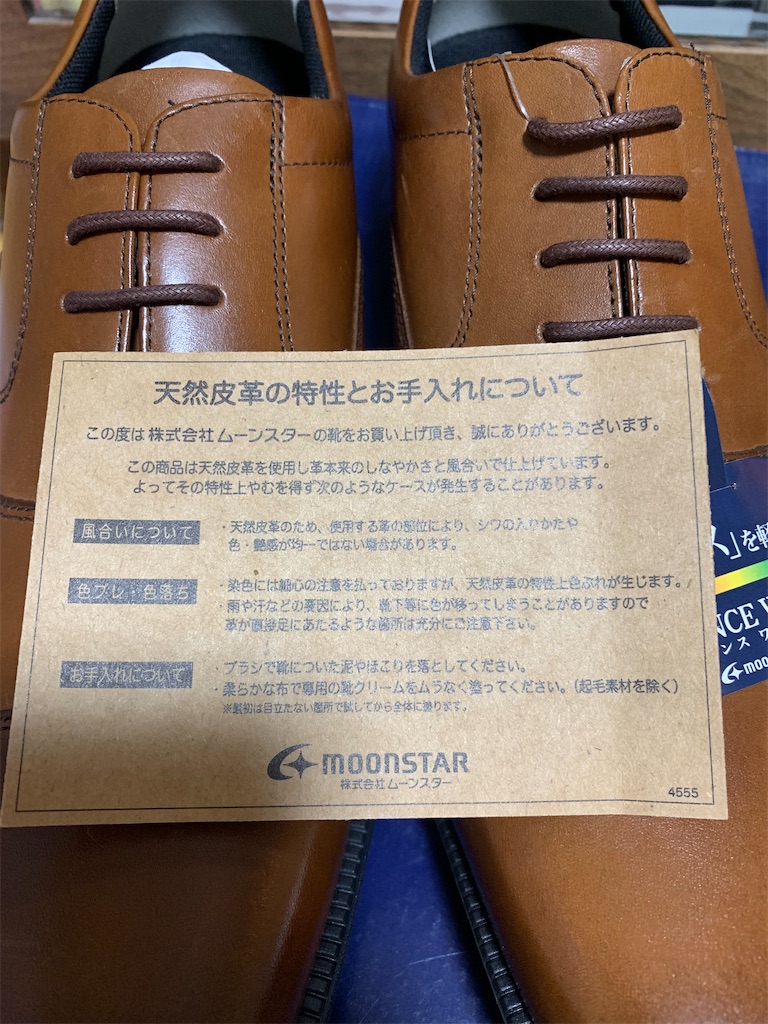 天然皮革の特性とお手入れについて
この度は株式会社ムーンスターの靴をお買い上げ頂き、誠にありがとうございます。
この商品は天然皮革を使用し革本来のしなやかさと風合いで仕上げています。
よってその特性上やむを得ず次のようなケースが発生することがあります。
風合いについて
・天然皮革のため、使用する革の部位により、シワの入りかたや
色・艶感が均一ではない場合があります。
色ブレ・色落ち
・染色には細心の注意を払っておりますが、天然皮革の特性上色ぶれが生じます。
・雨や汗などの要因により、靴下等に色が移ってしまうことがありますので
革が直接足にあたるような箇所は充分にご注意下さい。
お手入れについて
・ブラシで靴についた泥やほこりを落としてください。
・柔らかな布で専用の靴クリームをムラなく塗ってください。(起毛素材を除く)
※最初は目立たない箇所で試してから全体に塗ります。
MOONSTAR
株式会社ムーンスター
4555
」を軽
NCE W
ンス ワ
moon